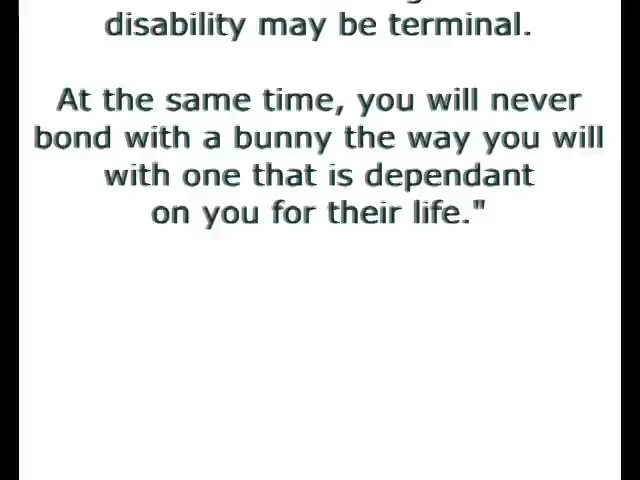 disability may be terminal.
At the same time, you will never
bond with a bunny the way you will
with one that is dependant
on you for their life."